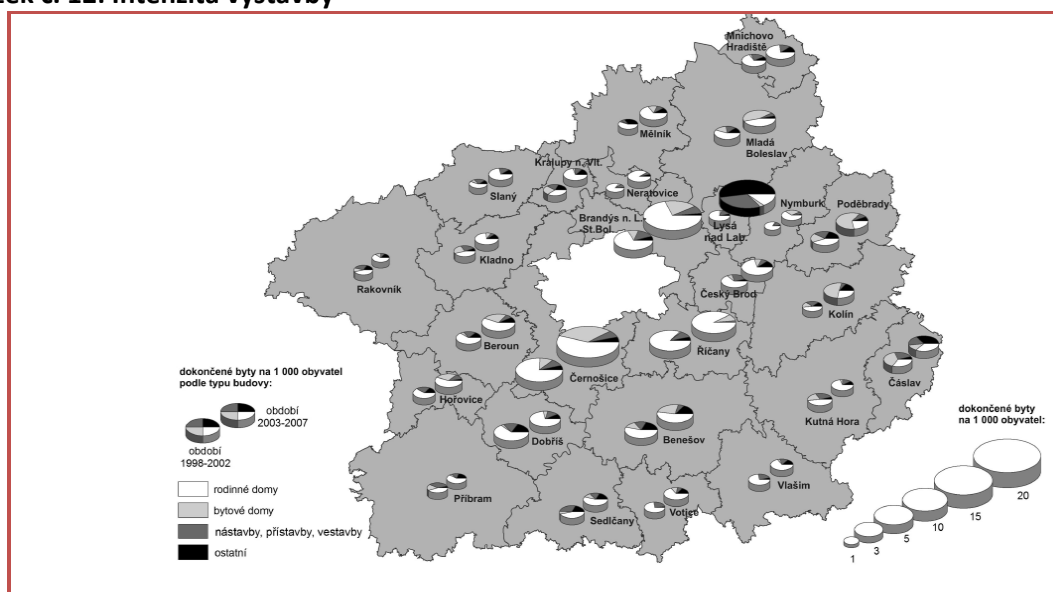 Mnichovo
Hradiště
Mělník
Mladá
Boleslav
Kralupy n. Vlt.
Slaný
Neratovice
Nymburk
Poděbrady
Brandýs n. L.
-St.Bol.
Lysá
nad Lab.
Kladno
Rakovník
Český Brod
Kolín
Beroun
Říčany
Černošice
Čáslav
Hořovice
Kutná Hora
Dobříš
Benešov
Příbram
Vlašim
Sedlčany
Votice
dokončené byty na 1 000 obyvatel
podle typu budovy:
období
2003-2007
období
1998-2002
rodinné domy
bytové domy
nástavby, přístavby, vestavby
ostatní
dokončené byty
na 1 000 obyvatel:
20
15
10
5
3
1